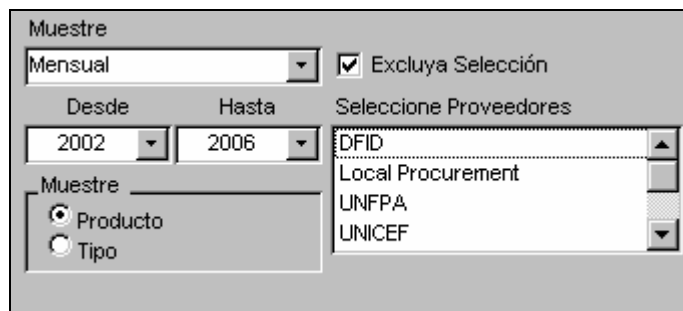 Muestre
Mensual
Excluya Selección
Desde Hasta
2002 2006
Seleccione Proveedores
DFID
Local Procurement
UNFPA
UNICEF
Muestre
Producto
Tipo